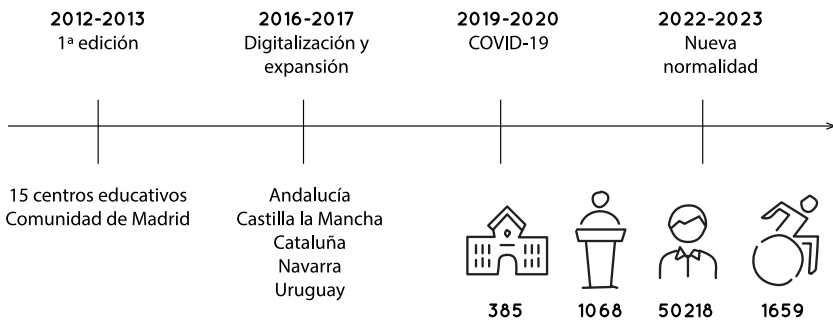 2012-2013
1ª edición
2016-2017
Digitalización y
expansión
2019-2020
COVID-19
2022-2023
Nueva
normalidad
15 centros educativos
Comunidad de Madrid
Andalucía
Castilla la Mancha
Cataluña
Navarra
Uruguay
385
1068
50218
1659